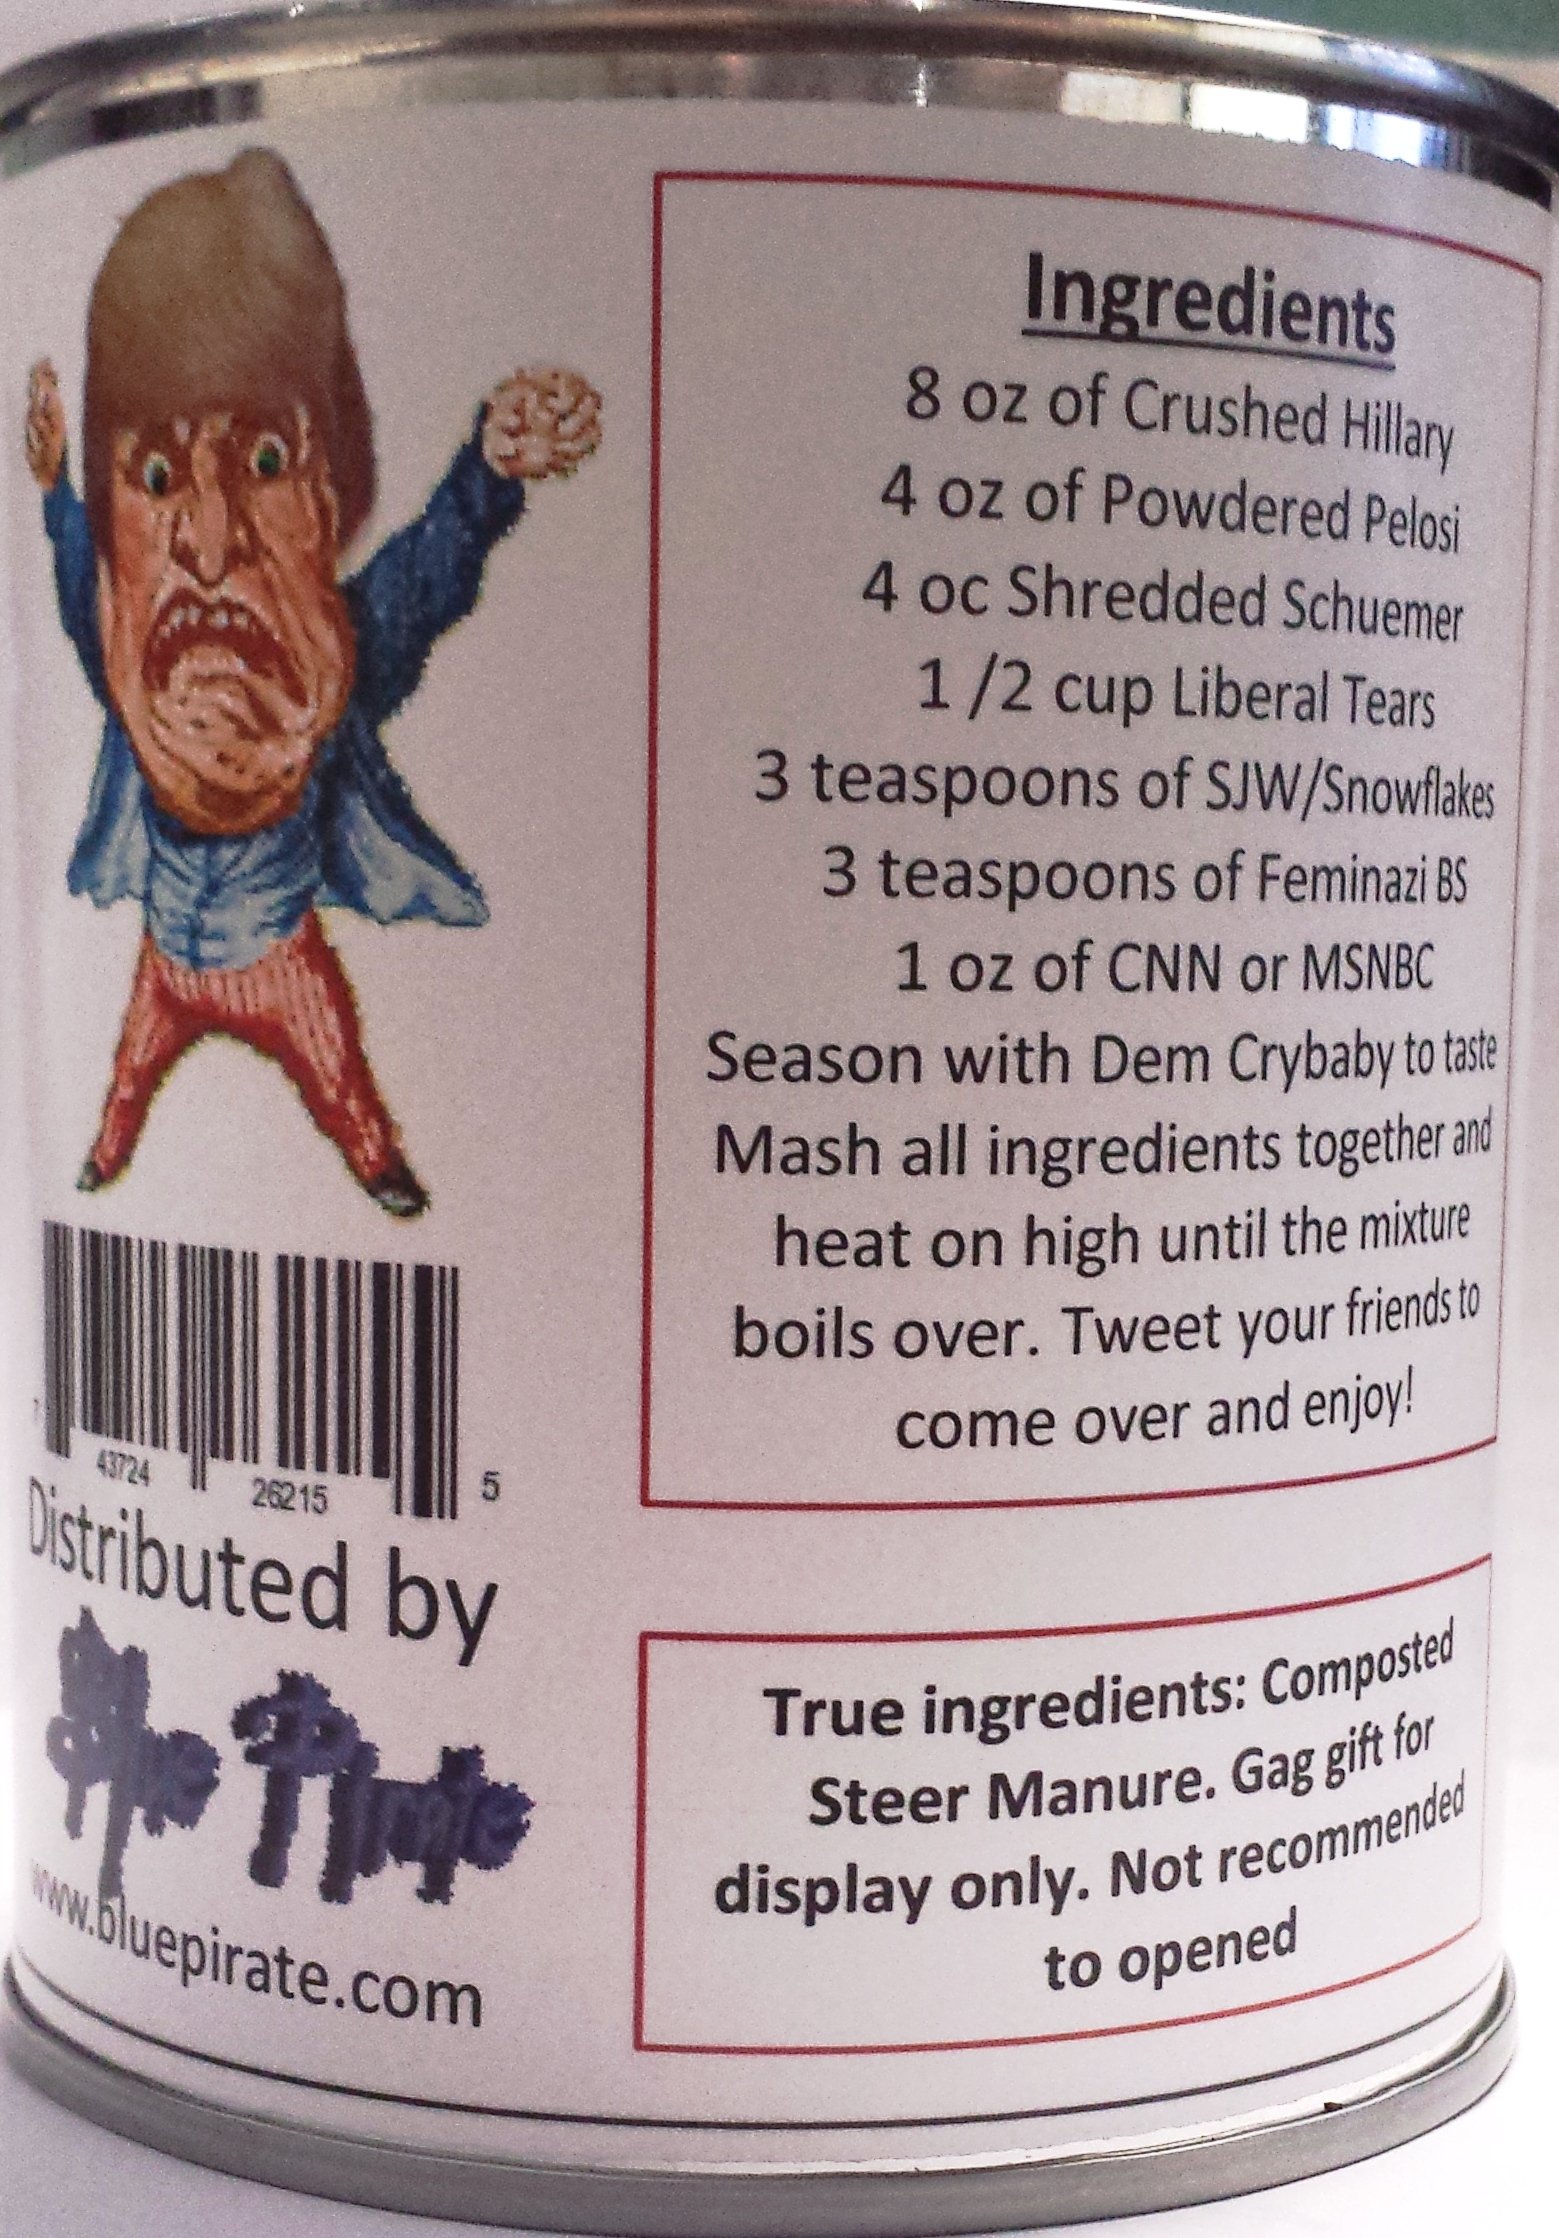 Ingredients
8 oz of Crushed Hillary
4 oz of Powdered Pelosi
4 oc Shredded Schuemer
1 /2 cup Liberal Tears
3 teaspoons of SJW/Snowflakes
3 teaspoons of Feminazi BS
1 oz of CNN or MSNBC
Season with Dem Crybaby to taste
Mash all ingredients together and
heat on high until the mixture
boils over. Tweet your friends to
come over and enjoy!
True ingredients: Composted
Steer Manure. Gag gift for
display only. Not recommended
to opened
7 43724 26215 5
Distributed by
Blue Pirate
www.bluepirate.com